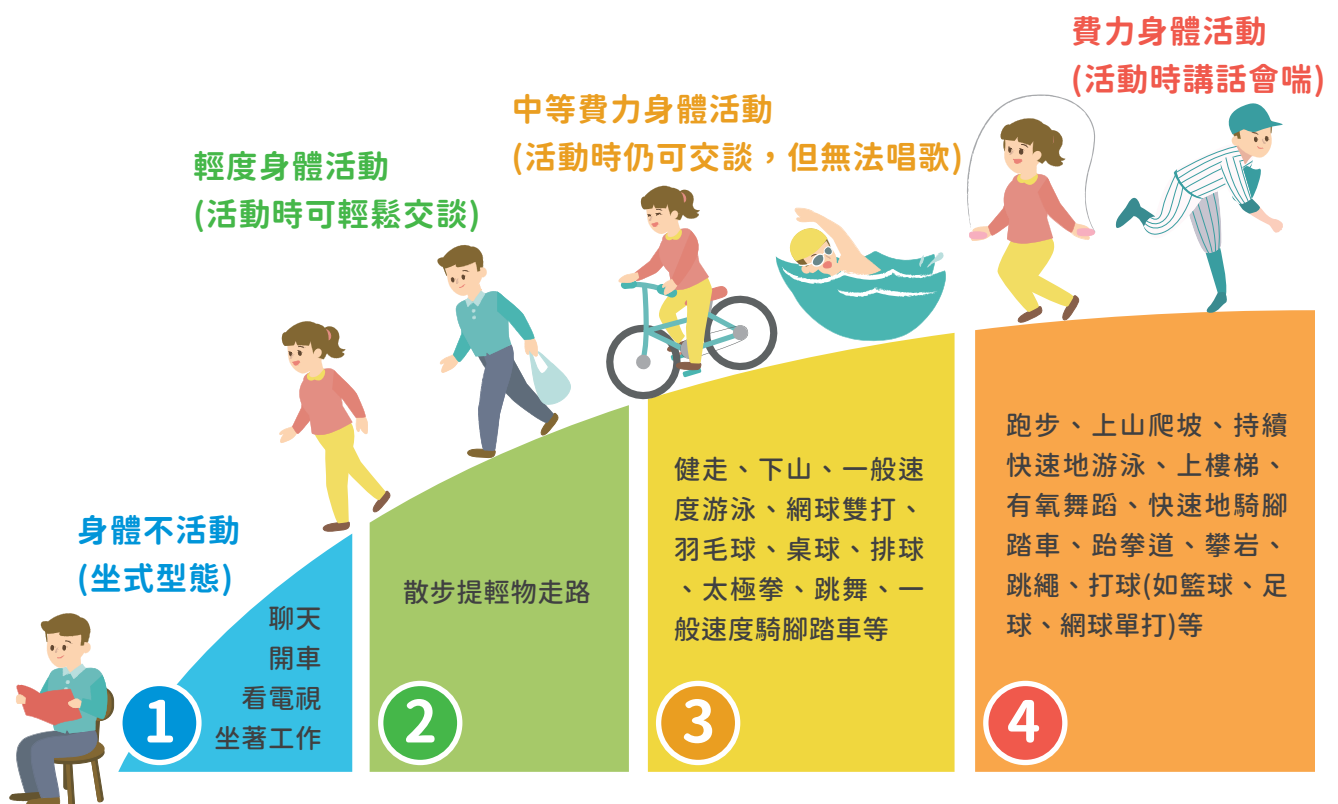 身體不活動
(坐式型態)
聊天
開車
看電視
坐著工作
1
輕度身體活動
(活動時可輕鬆交談)
散步提輕物走路
2
中等費力身體活動
(活動時仍可交談，但無法唱歌)
健走、下山、一般速
度游泳、網球雙打、
羽毛球、桌球、排球
、太極拳、跳舞、一
般速度騎腳踏車等
3
費力身體活動
(活動時講話會喘)
跑步、上山爬坡、持續
快速地游泳、上樓梯、
有氧舞蹈、快速地騎腳
踏車、跆拳道、攀岩、
跳繩、打球(如籃球、足
球、網球單打)等
4